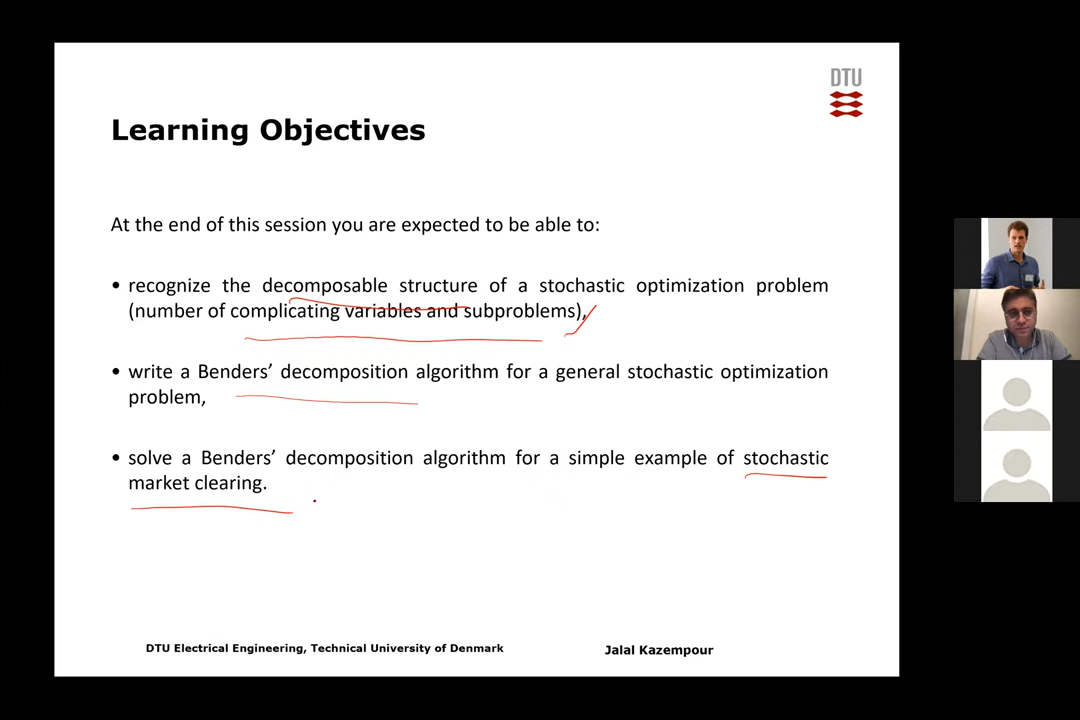 DTU
Learning Objectives
At the end of this session you are expected to be able to:
• recognize the decomposable structure of a stochastic optimization problem
(number of complicating variables and subproblems),
• write a Benders’ decomposition algorithm for a general stochastic optimization
problem,
• solve a Benders’ decomposition algorithm for a simple example of stochastic
market clearing.
DTU Electrical Engineering, Technical University of Denmark
Jalal Kazempour